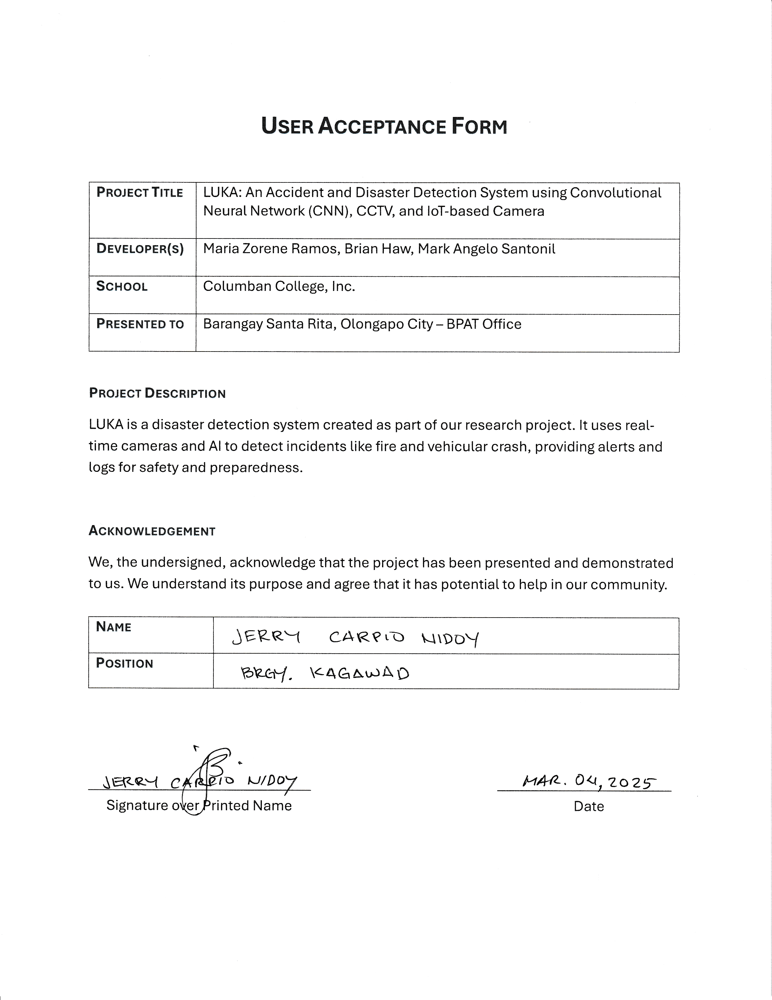 USER ACCEPTANCE FORM
PROJECT TITLE
LUKA: An Accident and Disaster Detection System using Convolutional
Neural Network (CNN), CCTV, and IoT-based Camera
DEVELOPER(S)
Maria Zorene Ramos, Brian Haw, Mark Angelo Santonil
SCHOOL
Columban College, Inc.
PRESENTED TO
Barangay Santa Rita, Olongapo City – BPAT Office
PROJECT DESCRIPTION
LUKA is a disaster detection system created as part of our research project. It uses real-
time cameras and AI to detect incidents like fire and vehicular crash, providing alerts and
logs for safety and preparedness.
ACKNOWLEDGEMENT
We, the undersigned, acknowledge that the project has been presented and demonstrated
to us. We understand its purpose and agree that it has potential to help in our community.
NAME
JERRY CARPIO NIDOY
POSITION
BRGY. KAGAWAD
JERRY CARPIO NIDOY
MAR. 04, 2025
Signature over Printed Name
Date